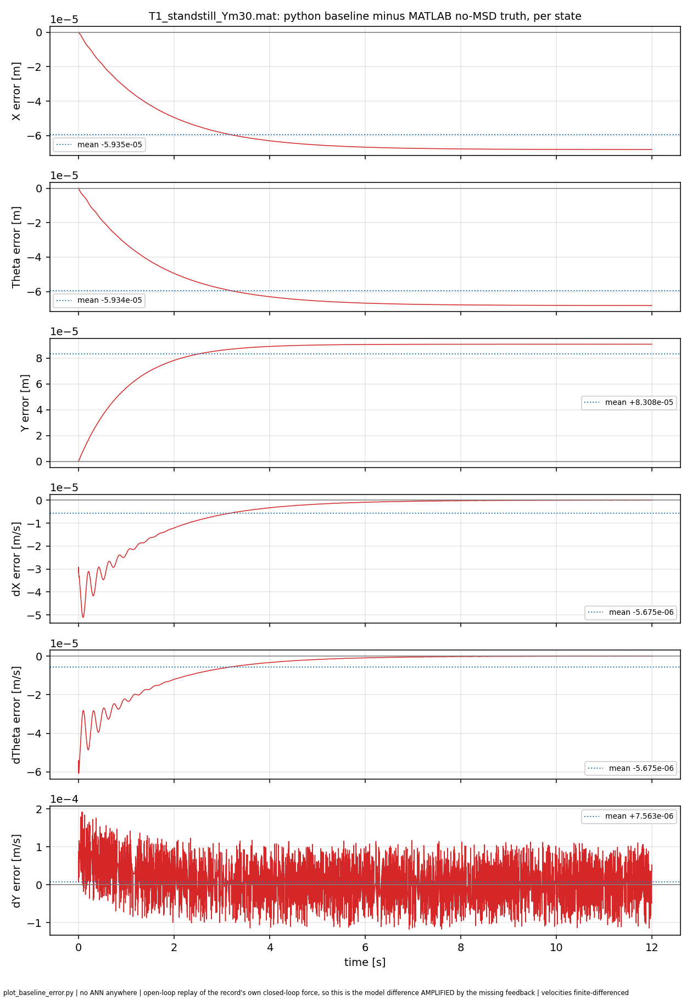 T1_standstill_Ym30.mat: python baseline minus MATLAB no-MSD truth, per state
1e−5
0
−2
−4
−6
X error [m]
mean -5.935e-05
1e−5
0
−2
−4
−6
Theta error [m]
mean -5.934e-05
1e−5
8
6
4
2
0
Y error [m]
mean +8.308e-05
1e−5
0
−1
−2
−3
−4
−5
dX error [m/s]
mean -5.675e-06
1e−5
0
−2
−4
−6
dTheta error [m/s]
mean -5.675e-06
1e−4
2
1
0
−1
dY error [m/s]
mean +7.563e-06
0 2 4 6 8 10 12
time [s]
plot_baseline_error.py | no ANN anywhere | open-loop replay of the record's own closed-loop force, so this is the model difference AMPLIFIED by the missing feedback | velocities finite-differenced